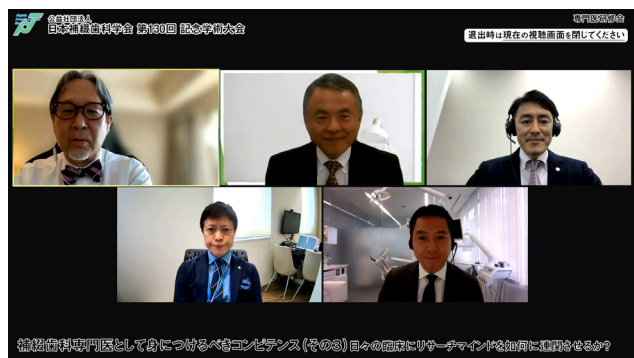 公益社団法人
日本補綴歯科学会 第130回 記念学術大会
専門医研修会
退出時は現在の視聴画面を閉じてください
補綴歯科専門医として身につけるべきコンピテンス（その③）日々の臨床にリサーチマインドを如何に連関させるか？